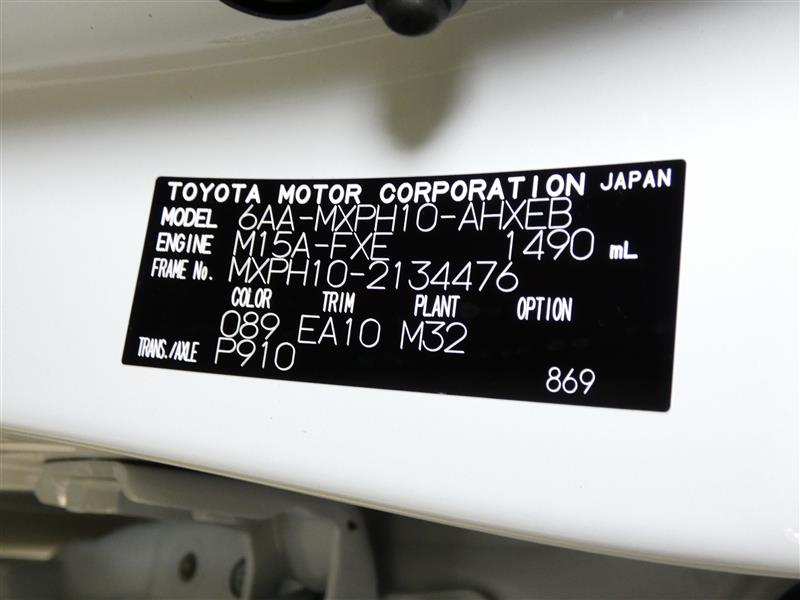 TOYOTA MOTOR CORPORATION JAPAN
MODEL 6AA-MXPH10-AHXEB
ENGINE M15A-FXE 1490 mL
FRAME No. MXPH10-2134476
COLOR TRIM PLANT OPTION
089 EA10 M32
TRANS./AXLE P910
869